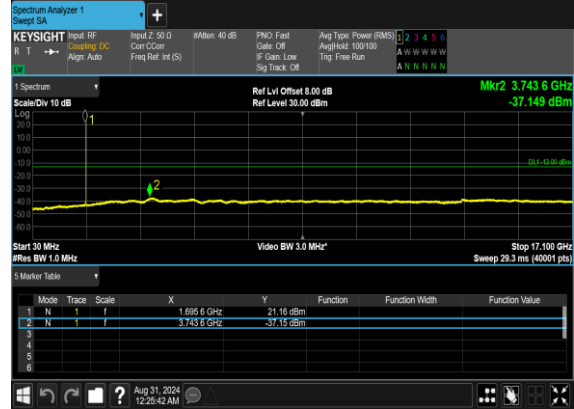 Spectrum Analyzer 1
Swept SA
+
KEYSIGHT Input: RF Input Z: 50 Ω #Atten: 40 dB PNO: Fast Avg Type: Power (RMS) 1 2 3 4 5 6
R T Coupling: DC Corr CCorr Gate: Off Avg|Hold: 100/100 A W W W W W
Align: Auto Freq Ref: Int (S) IF Gain: Low Trig: Free Run
Sig Track: Off A N N N N N
1 Spectrum
Scale/Div 10 dB
Ref Lvl Offset 8.00 dB
Ref Level 30.00 dBm
Mkr2 3.743 6 GHz
-37.149 dBm
Log
20.0
10.0
0.00
-10.0
-20.0
-30.0
-40.0
-50.0
-60.0
1
DL1 -13.00 dBm
2
Start 30 MHz Video BW 3.0 MHz* Stop 17.100 GHz
#Res BW 1.0 MHz Sweep 29.3 ms (40001 pts)
5 Marker Table
Mode Trace Scale X Y Function Function Width Function Value
1 N 1 f 1.695 6 GHz 21.16 dBm
2 N 1 f 3.743 6 GHz -37.15 dBm
3
4
5
6
? Aug 31, 2024
12:25:42 AM